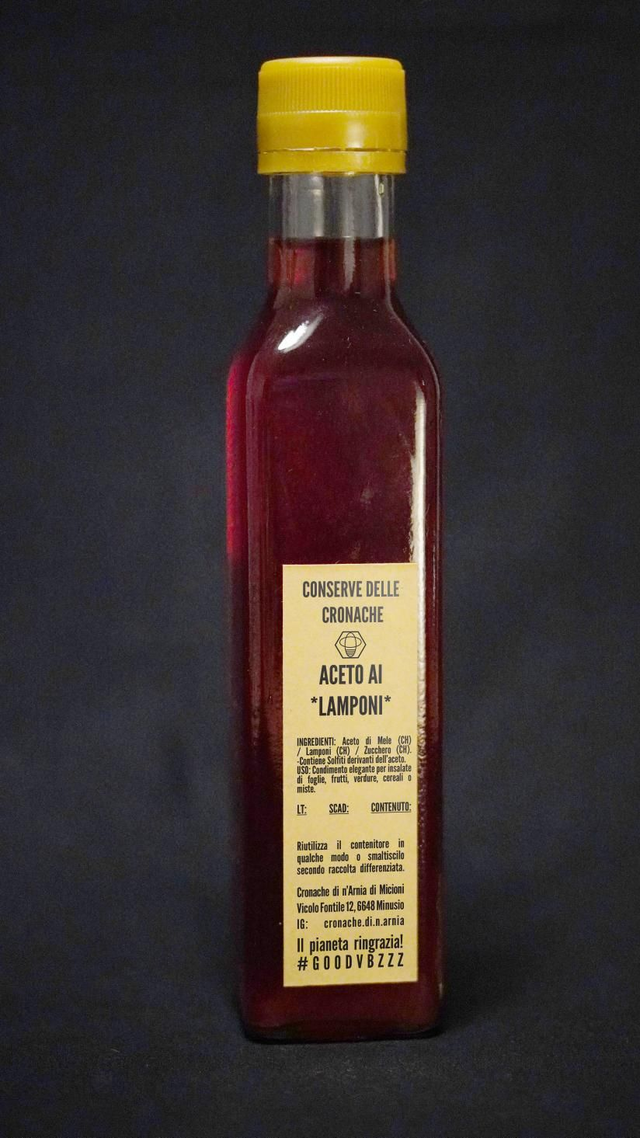 CONSERVE DELLE
CRONACHE
ACETO AI
*LAMPONI*
INGREDIENTI: Aceto di Mele (CH)
/ Lamponi (CH) / Zucchero (CH).
-Contiene Solfiti derivanti dell'aceto.
USO: Condimento elegante per insalate
di foglie, frutti, verdure, cereali o
miste.
LT: SCAD: CONTENUTO:
Riutilizza il contenitore in
qualche modo o smaltiscilo
secondo raccolta differenziata.
Cronache di n'Arnia di Micioni
Vicolo Fontile 12, 6648 Minusio
IG: cronache.di.n.arnia
Il pianeta ringrazia!
#GOODVBZZZ